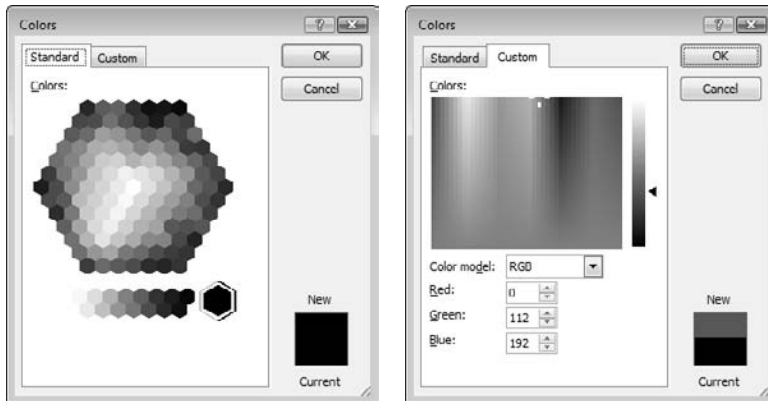 Colors
Standard
Custom
OK
Cancel
Colors:
New
Current
Colors
Standard
Custom
OK
Cancel
Colors:
Color model:
RGB
Red:
0
Green:
112
Blue:
192
New
Current